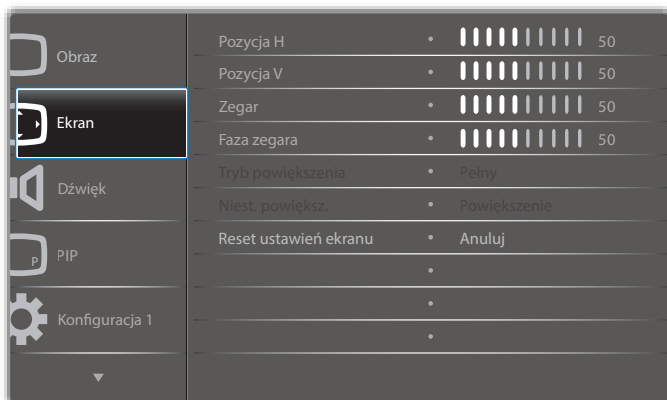 Obraz
Ekran
Dźwięk
P
PIP
Konfiguracja 1
Pozycja H • 50
Pozycja V • 50
Zegar • 50
Faza zegara • 50
Tryb powiększenia • Pełny
Niest. powiększ. • Powiększenie
Reset ustawień ekranu • Anuluj